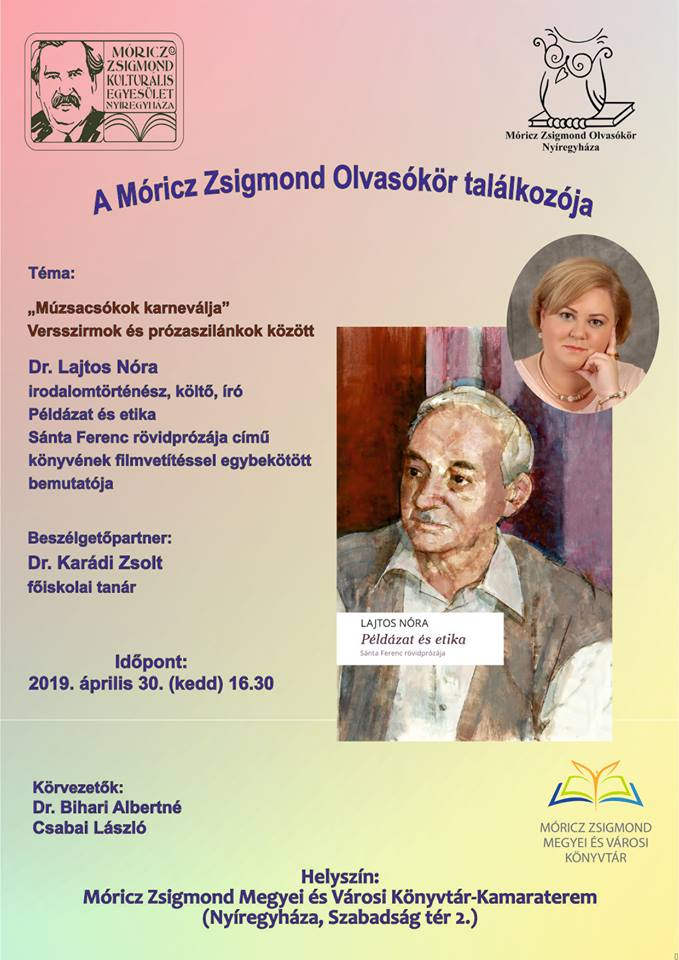 MÓRICZ©
ZSIGMOND
KULTURÁLIS
EGYESÜLET
NYÍREGYHÁZA
Móricz Zsigmond Olvasókör
Nyíregyháza
A Móricz Zsigmond Olvasókör találkozója
Téma:
„Múzsacsókok karneválja”
Versszirmok és prózaszilánkok között
Dr. Lajtos Nóra
irodalomtörténész, költő, író
Példázat és etika
Sánta Ferenc rövidprózája című
könyvének filmvetítéssel egybekötött
bemutatója
Beszélgetőpartner:
Dr. Karádi Zsolt
főiskolai tanár
LAJTOS NÓRA
Példázat és etika
Sánta Ferenc rövidprózája
Időpont:
2019. április 30. (kedd) 16.30
Körvezetők:
Dr. Bihari Albertné
Csabai László
MÓRICZ ZSIGMOND
MEGYEI ÉS VÁROSI
KÖNYVTÁR
Helyszín:
Móricz Zsigmond Megyei és Városi Könyvtár-Kamaraterem
(Nyíregyháza, Szabadság tér 2.)